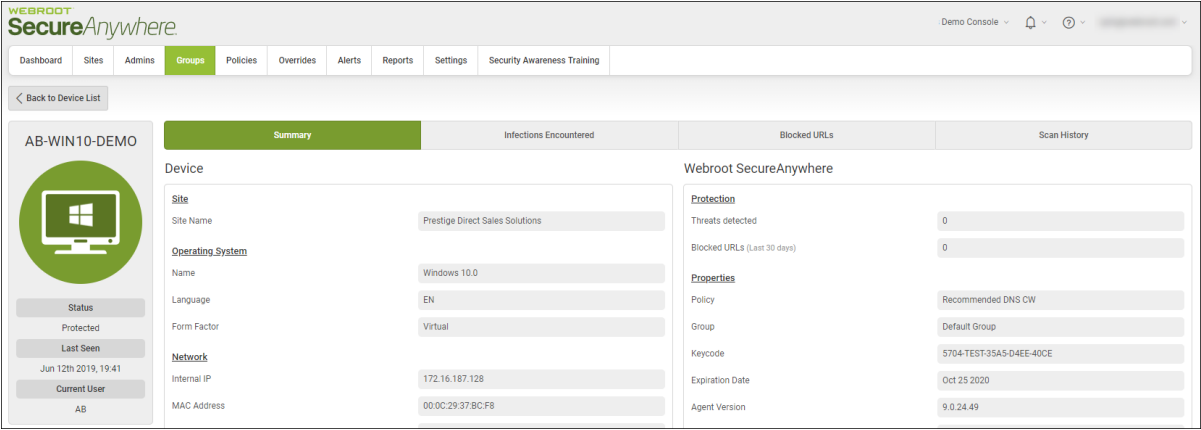 WEBROOT
SecureAnywhere.
Demo Console
Dashboard Sites Admins Groups Policies Overrides Alerts Reports Settings Security Awareness Training
Back to Device List
AB-WIN10-DEMO
Status
Protected
Last Seen
Jun 12th 2019, 19:41
Current User
AB
Summary Infections Encountered Blocked URLs Scan History
Device
Site
Site Name Prestige Direct Sales Solutions
Operating System
Name Windows 10.0
Language EN
Form Factor Virtual
Network
Internal IP 172.16.187.128
MAC Address 00:0C:29:37:BC:F8
Webroot SecureAnywhere
Protection
Threats detected 0
Blocked URLs (Last 30 days) 0
Properties
Policy Recommended DNS CW
Group Default Group
Keycode 5704-TEST-35A5-D4EE-40CE
Expiration Date Oct 25 2020
Agent Version 9.0.24.49